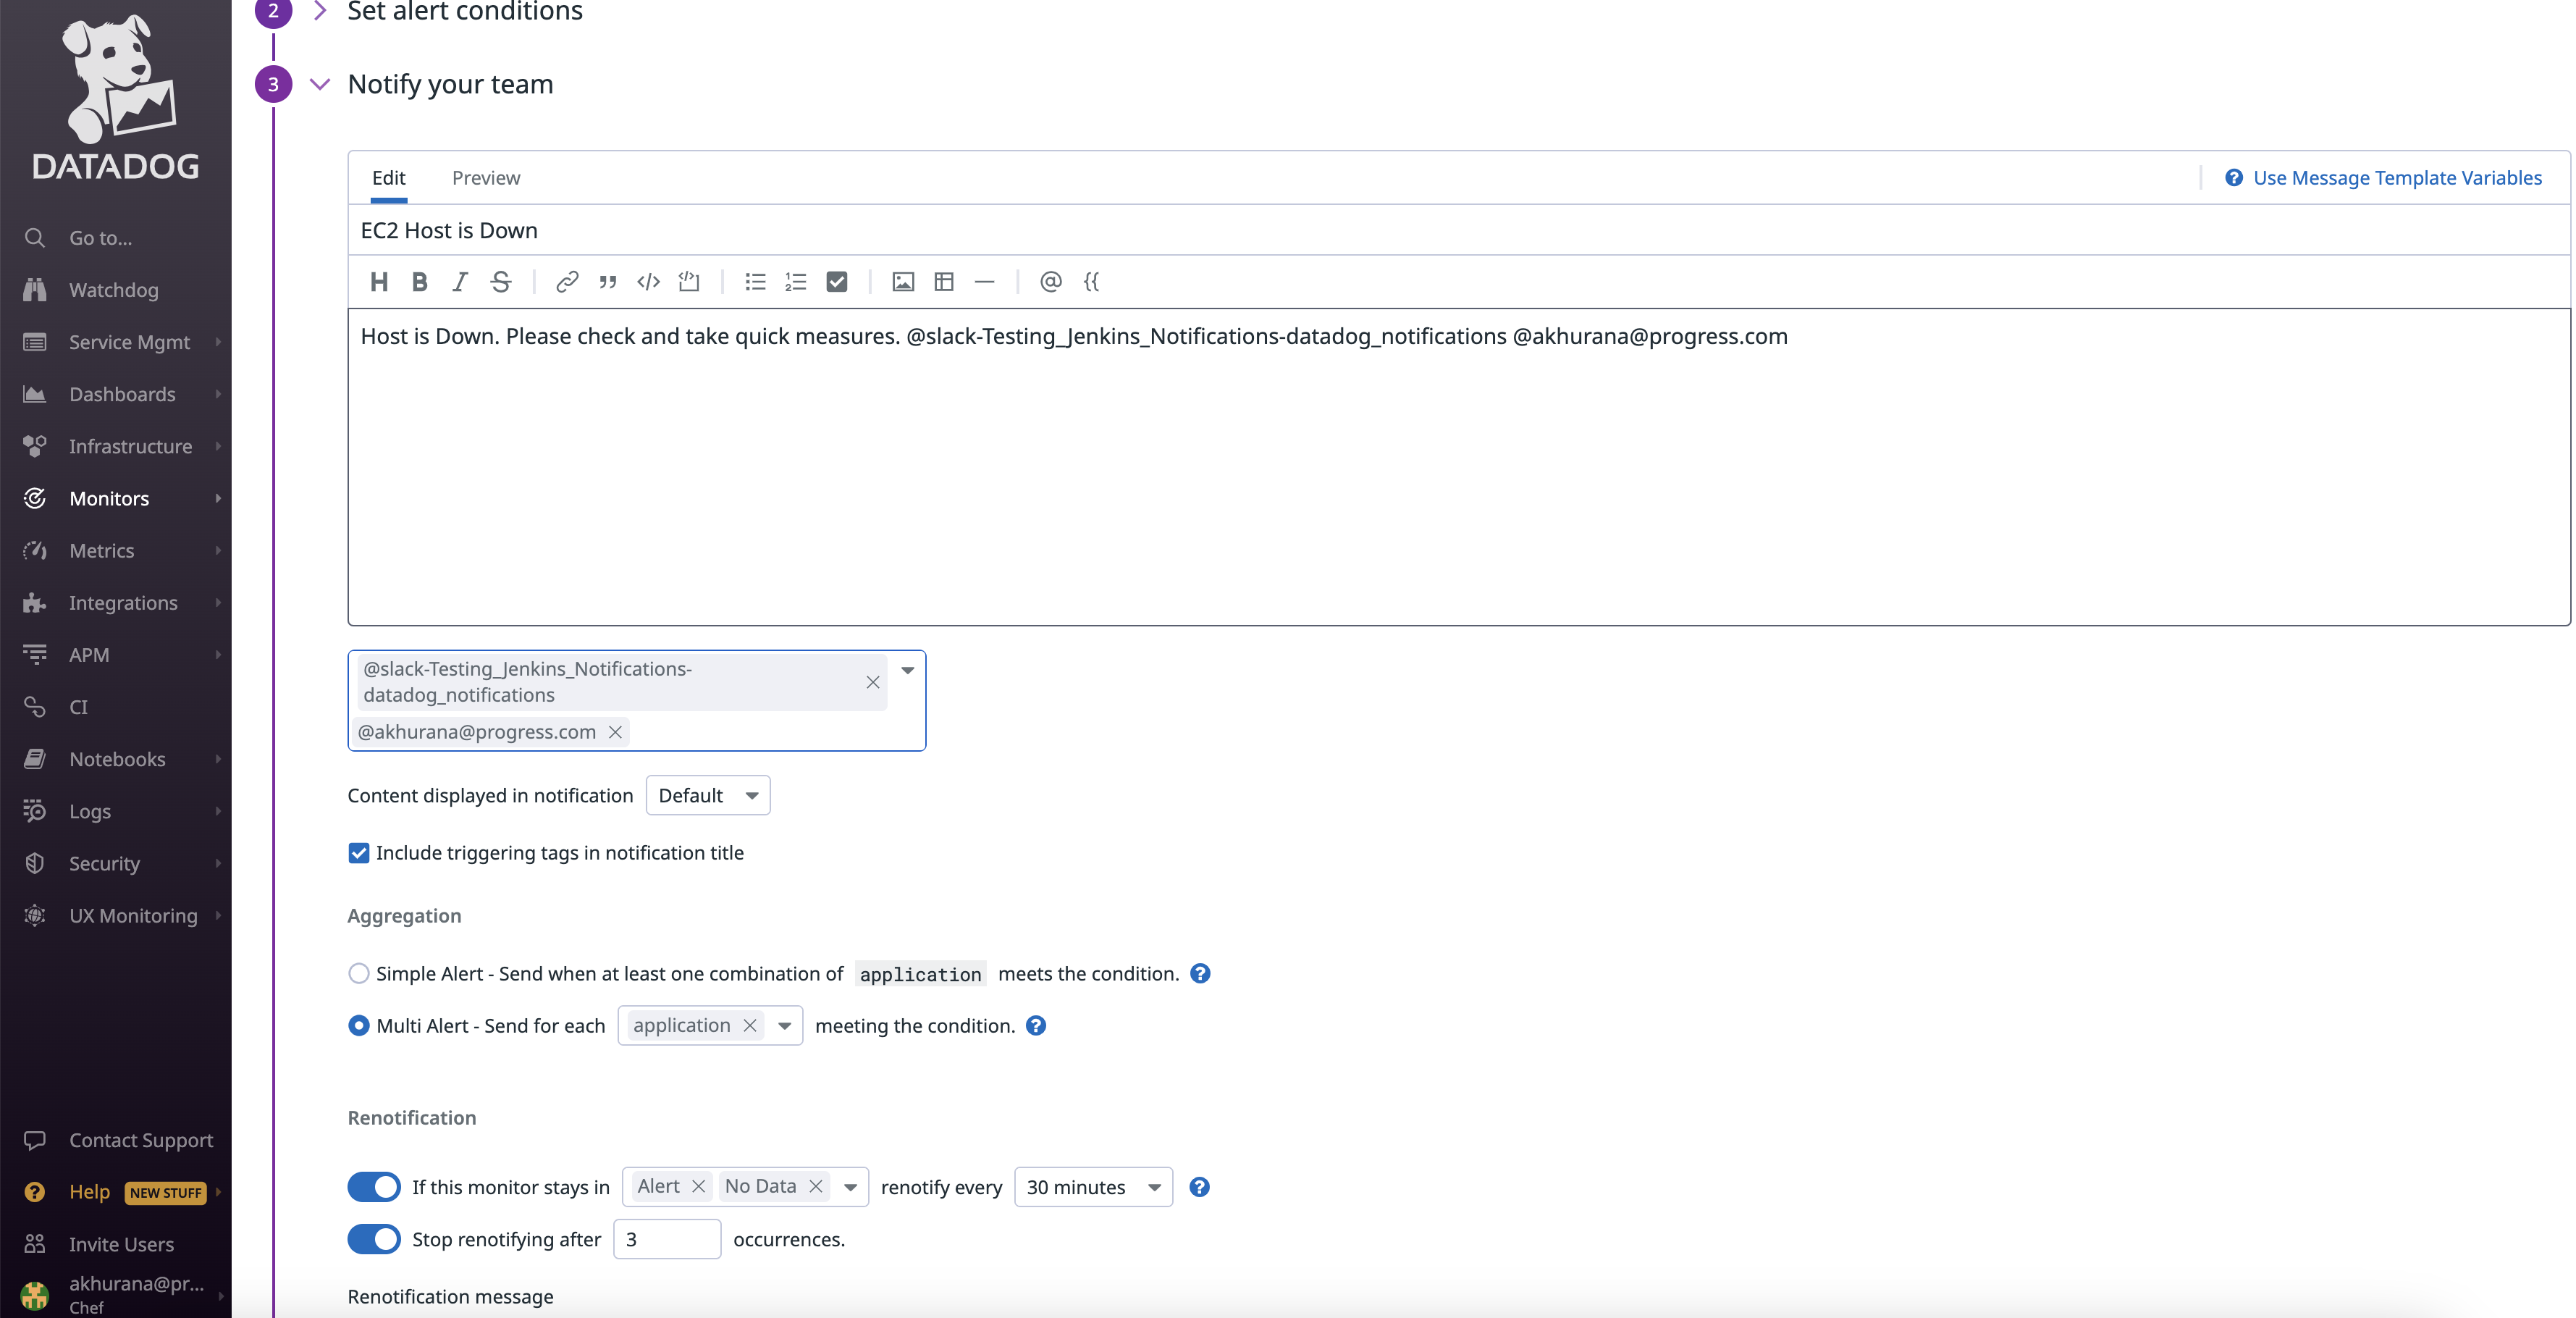 DATADOG
Go to...
Watchdog
Service Mgmt
Dashboards
Infrastructure
Monitors
Metrics
Integrations
APM
CI
Notebooks
Logs
Security
UX Monitoring
Contact Support
Help NEW STUFF
Invite Users
akhurana@pr...
Chef
2 Set alert conditions
3 Notify your team
Edit Preview Use Message Template Variables
EC2 Host is Down
H B I S @ {{
Host is Down. Please check and take quick measures. @slack-Testing_Jenkins_Notifications-datadog_notifications @akhurana@progress.com
@slack-Testing_Jenkins_Notifications-
datadog_notifications
@akhurana@progress.com
Content displayed in notification Default
Include triggering tags in notification title
Aggregation
Simple Alert - Send when at least one combination of application meets the condition.
Multi Alert - Send for each application meeting the condition.
Renotification
If this monitor stays in Alert No Data renotify every 30 minutes
Stop renotifying after 3 occurrences.
Renotification message